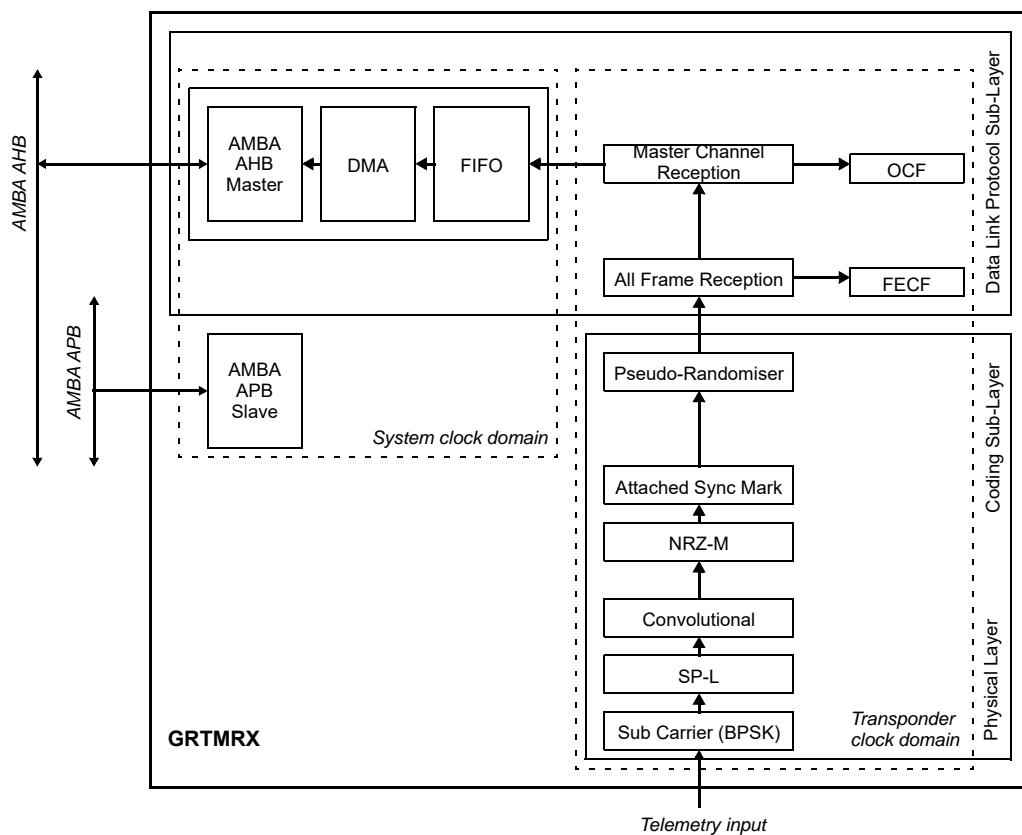 AMBA AHB
AMBA APB
AMBA
AHB
Master
DMA
FIFO
Master Channel
Reception
OCF
All Frame Reception
FECF
Data Link Protocol Sub-Layer
AMBA
APB
Slave
System clock domain
Pseudo-Randomiser
Attached Sync Mark
NRZ-M
Convolutional
SP-L
Sub Carrier (BPSK)
Coding Sub-Layer
Physical Layer
Transponder
clock domain
GRTMRX
Telemetry input